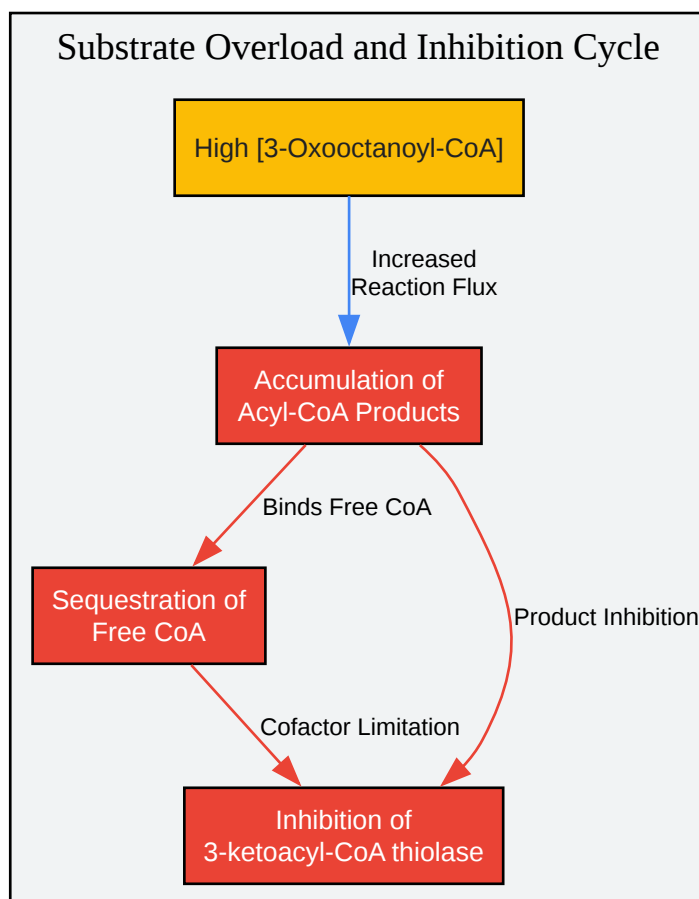 Substrate Overload and Inhibition Cycle
High [3-Oxooctanoyl-CoA]
Increased
Reaction Flux
Accumulation of
Acyl-CoA Products
Binds Free CoA
Sequestration of
Free CoA
Product Inhibition
Cofactor Limitation
Inhibition of
3-ketoacyl-CoA thiolase